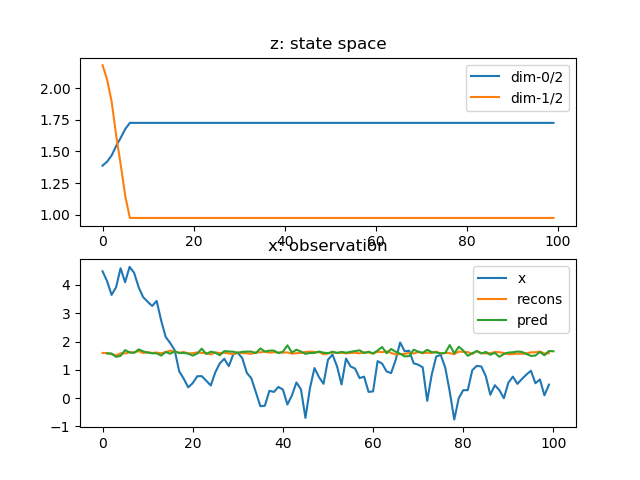 z: state space
dim-0/2
dim-1/2
2.00
1.75
1.50
1.25
1.00
0 20 40 60 80 100
x: observation
x
recons
pred
4
3
2
1
0
−1
0 20 40 60 80 100